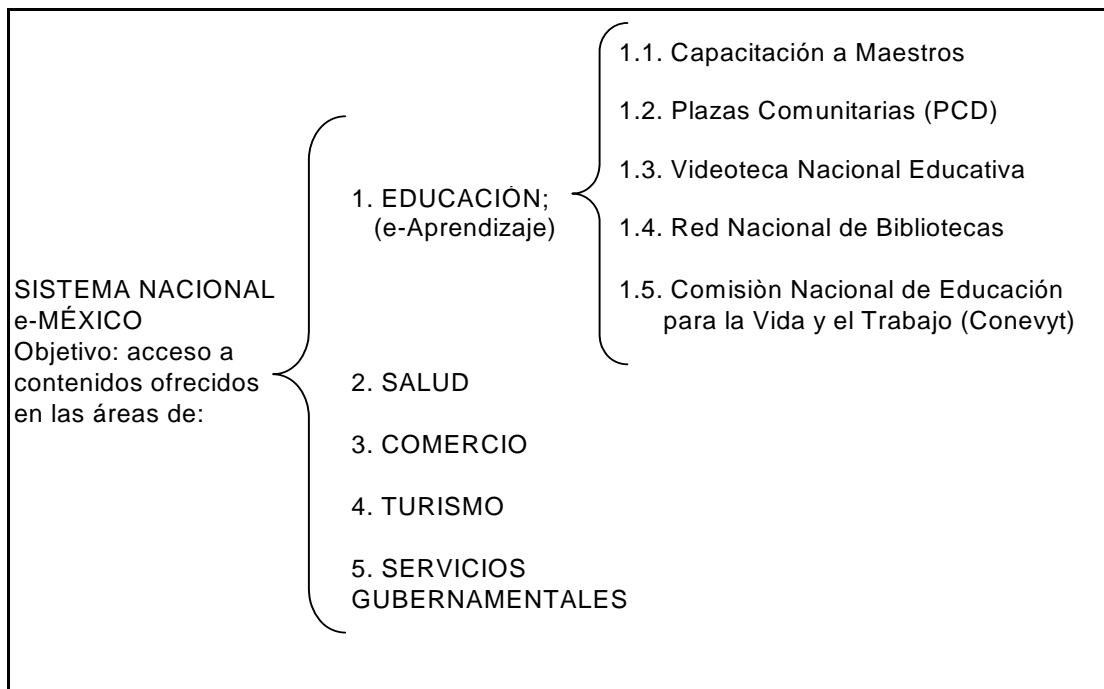 SISTEMA NACIONAL
e-MÉXICO
Objetivo: acceso a
contenidos ofrecidos
en las áreas de:
1. EDUCACIÓN;
(e-Aprendizaje)
1.1. Capacitación a Maestros
1.2. Plazas Comunitarias (PCD)
1.3. Videoteca Nacional Educativa
1.4. Red Nacional de Bibliotecas
1.5. Comisiòn Nacional de Educación
para la Vida y el Trabajo (Conevyt)
2. SALUD
3. COMERCIO
4. TURISMO
5. SERVICIOS
GUBERNAMENTALES